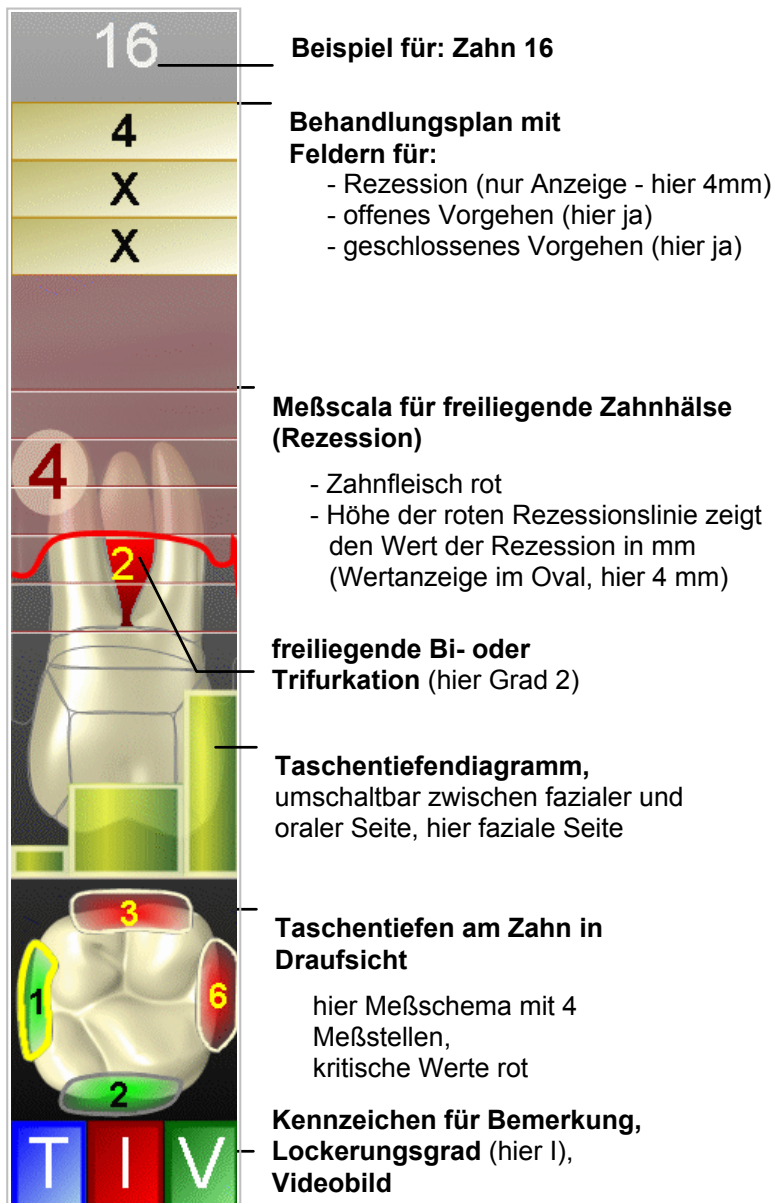 16
Beispiel für: Zahn 16
4
X
X
Behandlungsplan mit
Feldern für:
- Rezession (nur Anzeige - hier 4mm)
- offenes Vorgehen (hier ja)
- geschlossenes Vorgehen (hier ja)
Meßscala für freiliegende Zahnhälse
(Rezession)
- Zahnfleisch rot
- Höhe der roten Rezessionslinie zeigt
den Wert der Rezession in mm
(Wertanzeige im Oval, hier 4 mm)
4
2
freiliegende Bi- oder
Trifurkation (hier Grad 2)
Taschentiefendiagramm,
umschaltbar zwischen fazialer und
oraler Seite, hier faziale Seite
3
1
6
2
Taschentiefen am Zahn in
Draufsicht
hier Meßschema mit 4
Meßstellen,
kritische Werte rot
T I V
Kennzeichen für Bemerkung,
Lockerungsgrad (hier I),
Videobild